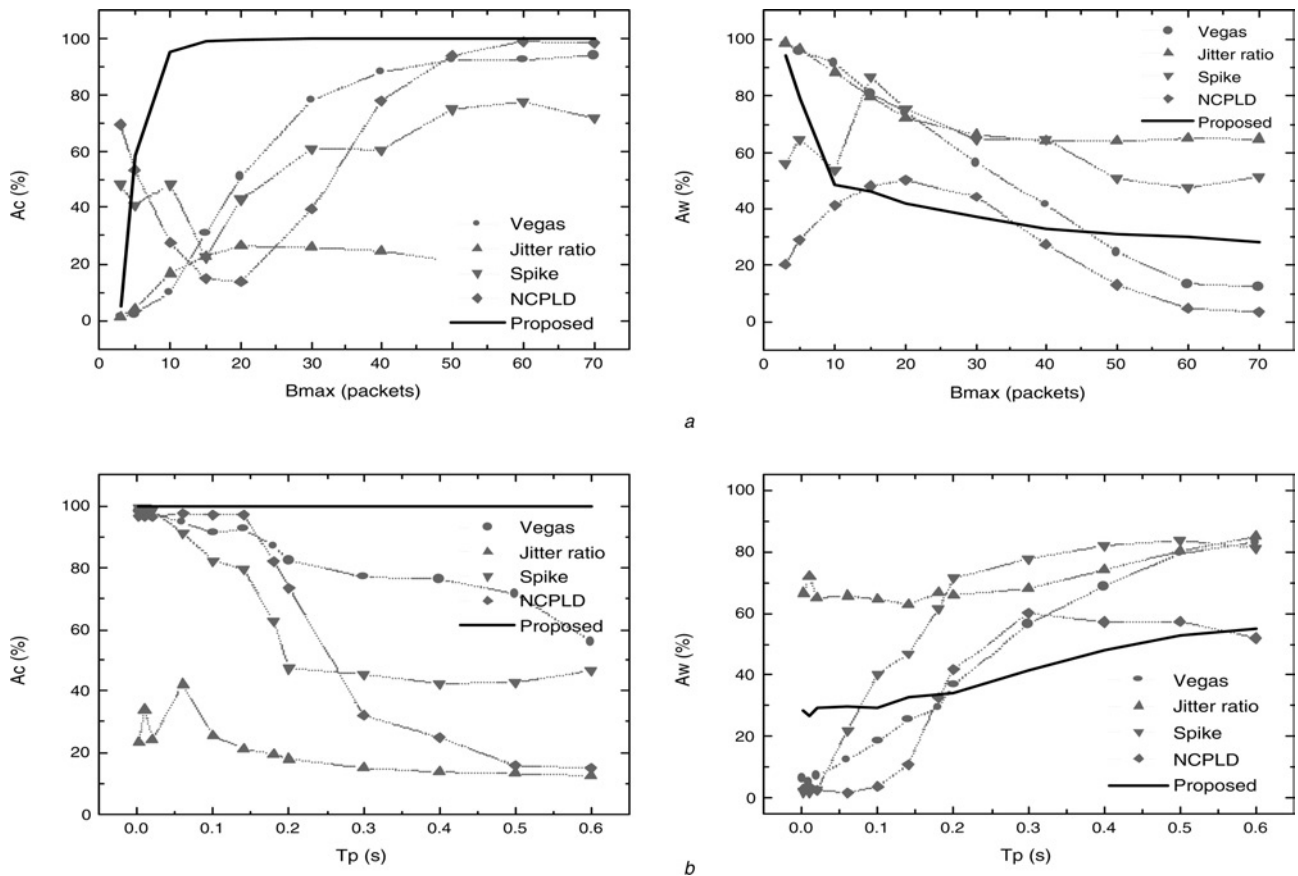 100
80
60
40
20
0
Ac (%)
Vegas
Jitter ratio
Spike
NCPLD
Proposed
0 10 20 30 40 50 60 70
Bmax (packets)
100
80
60
40
20
0
Aw (%)
Vegas
Jitter ratio
Spike
NCPLD
Proposed
0 10 20 30 40 50 60 70
Bmax (packets)
a
100
80
60
40
20
0
Ac (%)
Vegas
Jitter ratio
Spike
NCPLD
Proposed
0.0 0.1 0.2 0.3 0.4 0.5 0.6
Tp (s)
100
80
60
40
20
0
Aw (%)
Vegas
Jitter ratio
Spike
NCPLD
Proposed
0.0 0.1 0.2 0.3 0.4 0.5 0.6
Tp (s)
b